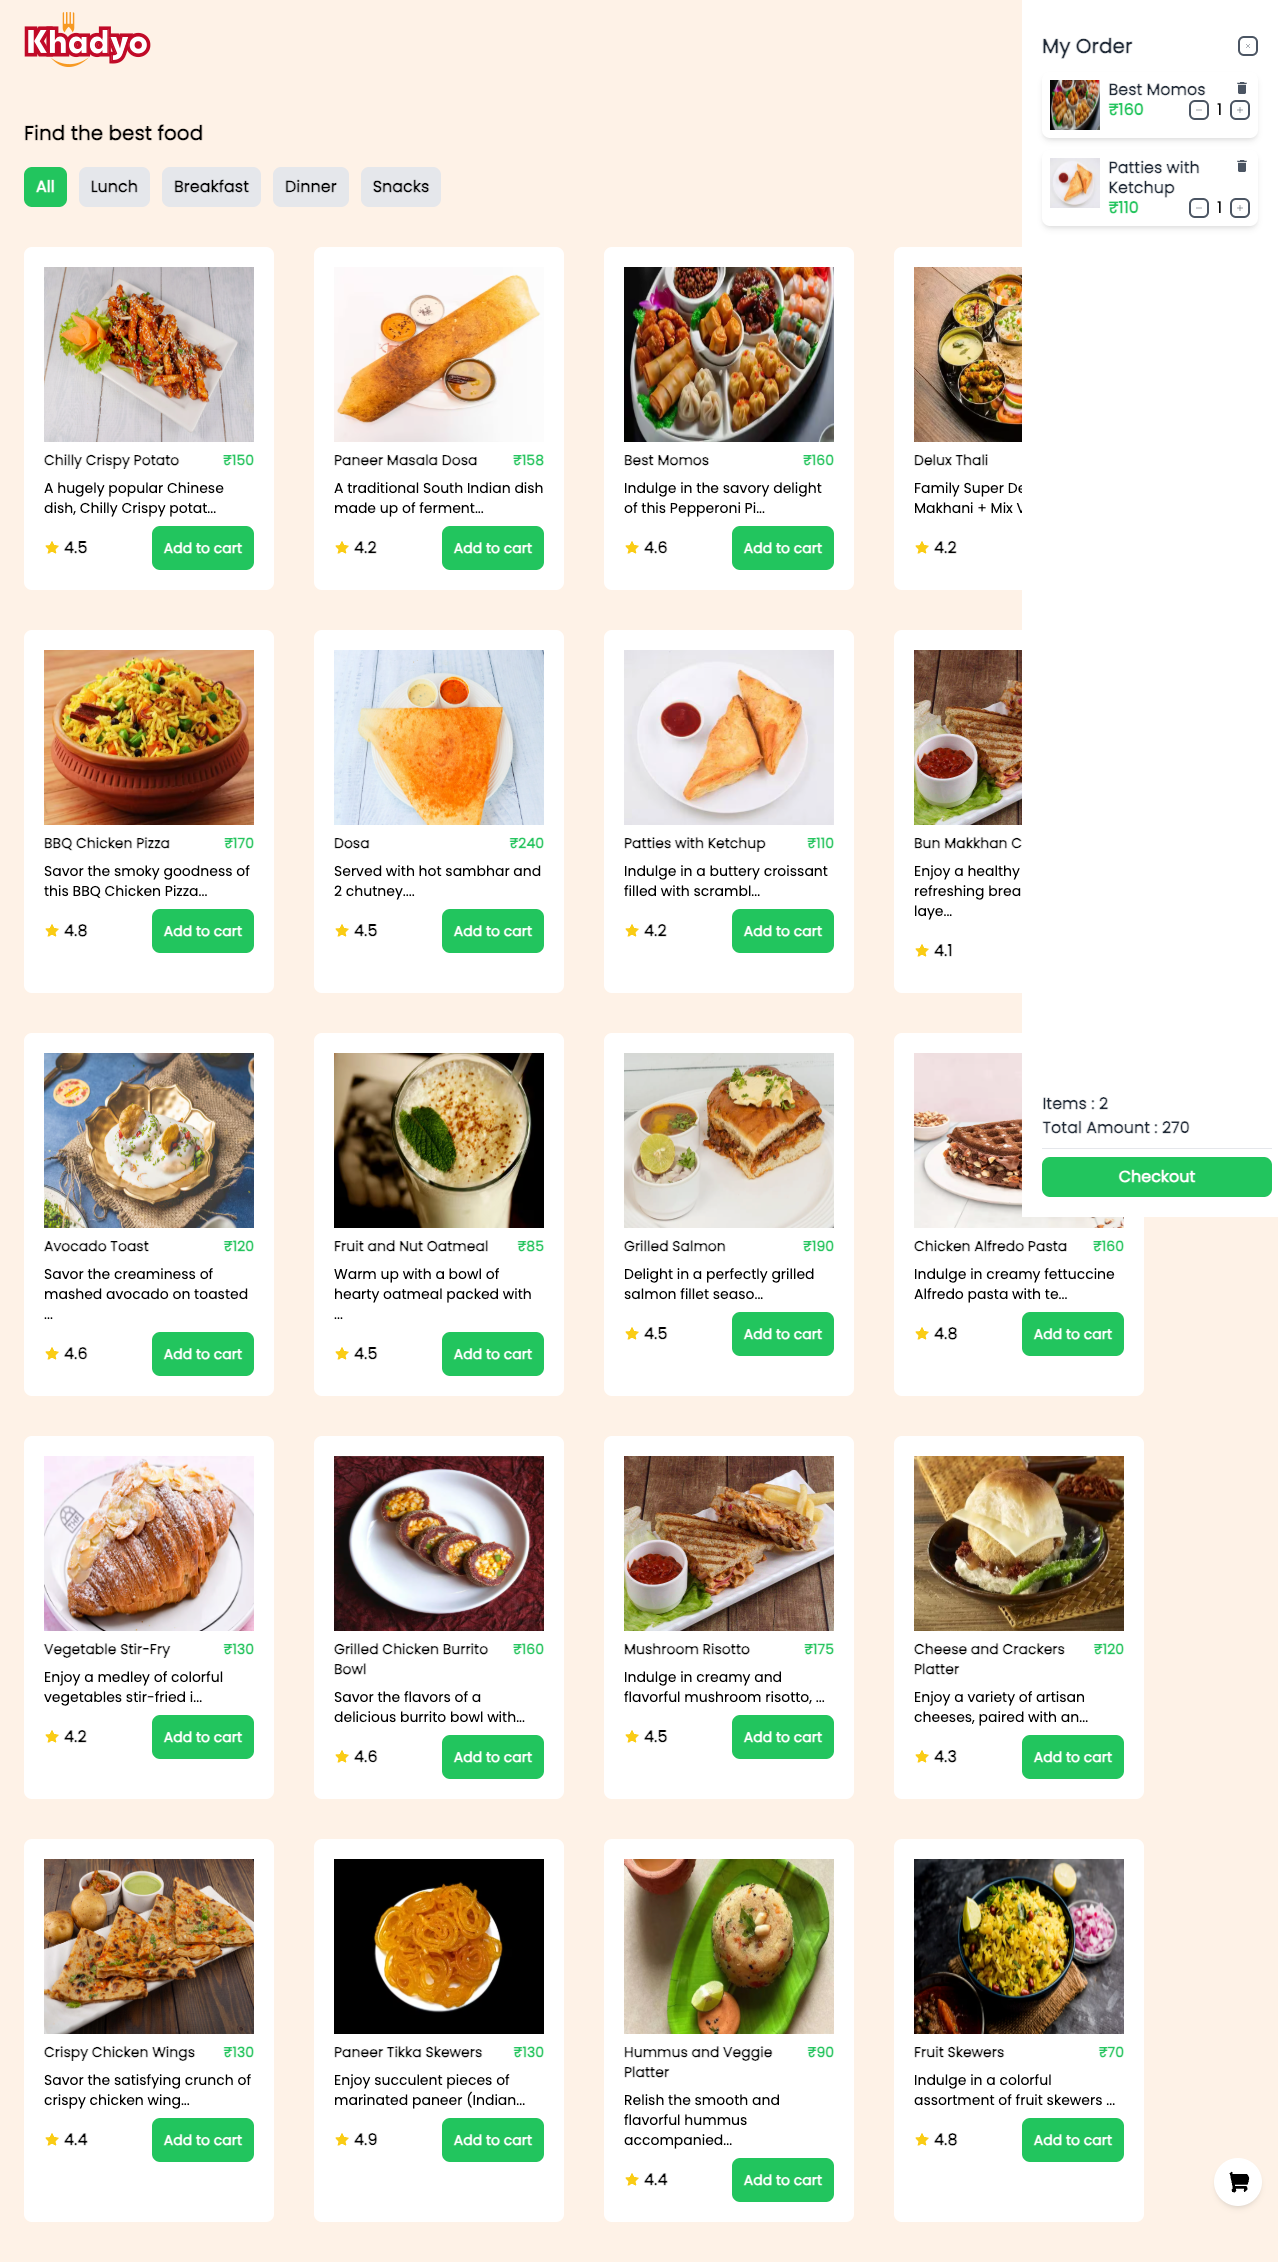 Khadyo
Find the best food
All
Lunch
Breakfast
Dinner
Snacks
My Order
Best Momos
₹160
1
Patties with
Ketchup
₹110
1
Items : 2
Total Amount : 270
Checkout
Chilly Crispy Potato ₹150
A hugely popular Chinese
dish, Chilly Crispy potat...
4.5 Add to cart
Paneer Masala Dosa ₹158
A traditional South Indian dish
made up of ferment...
4.2 Add to cart
Best Momos ₹160
Indulge in the savory delight
of this Pepperoni Pi...
4.6 Add to cart
Delux Thali
Family Super De
Makhani + Mix V
4.2
BBQ Chicken Pizza ₹170
Savor the smoky goodness of
this BBQ Chicken Pizza...
4.8 Add to cart
Dosa ₹240
Served with hot sambhar and
2 chutney....
4.5 Add to cart
Patties with Ketchup ₹110
Indulge in a buttery croissant
filled with scrambl...
4.2 Add to cart
Bun Makkhan C
Enjoy a healthy
refreshing brea
laye...
4.1
Avocado Toast ₹120
Savor the creaminess of
mashed avocado on toasted
...
4.6 Add to cart
Fruit and Nut Oatmeal ₹85
Warm up with a bowl of
hearty oatmeal packed with
...
4.5 Add to cart
Grilled Salmon ₹190
Delight in a perfectly grilled
salmon fillet seaso...
4.5 Add to cart
Chicken Alfredo Pasta ₹160
Indulge in creamy fettuccine
Alfredo pasta with te...
4.8 Add to cart
Vegetable Stir-Fry ₹130
Enjoy a medley of colorful
vegetables stir-fried i...
4.2 Add to cart
Grilled Chicken Burrito ₹160
Bowl
Savor the flavors of a
delicious burrito bowl with...
4.6 Add to cart
Mushroom Risotto ₹175
Indulge in creamy and
flavorful mushroom risotto, ...
4.5 Add to cart
Cheese and Crackers ₹120
Platter
Enjoy a variety of artisan
cheeses, paired with an...
4.3 Add to cart
Crispy Chicken Wings ₹130
Savor the satisfying crunch of
crispy chicken wing...
4.4 Add to cart
Paneer Tikka Skewers ₹130
Enjoy succulent pieces of
marinated paneer (Indian...
4.9 Add to cart
Hummus and Veggie ₹90
Platter
Relish the smooth and
flavorful hummus
accompanied...
4.4 Add to cart
Fruit Skewers ₹70
Indulge in a colorful
assortment of fruit skewers ...
4.8 Add to cart